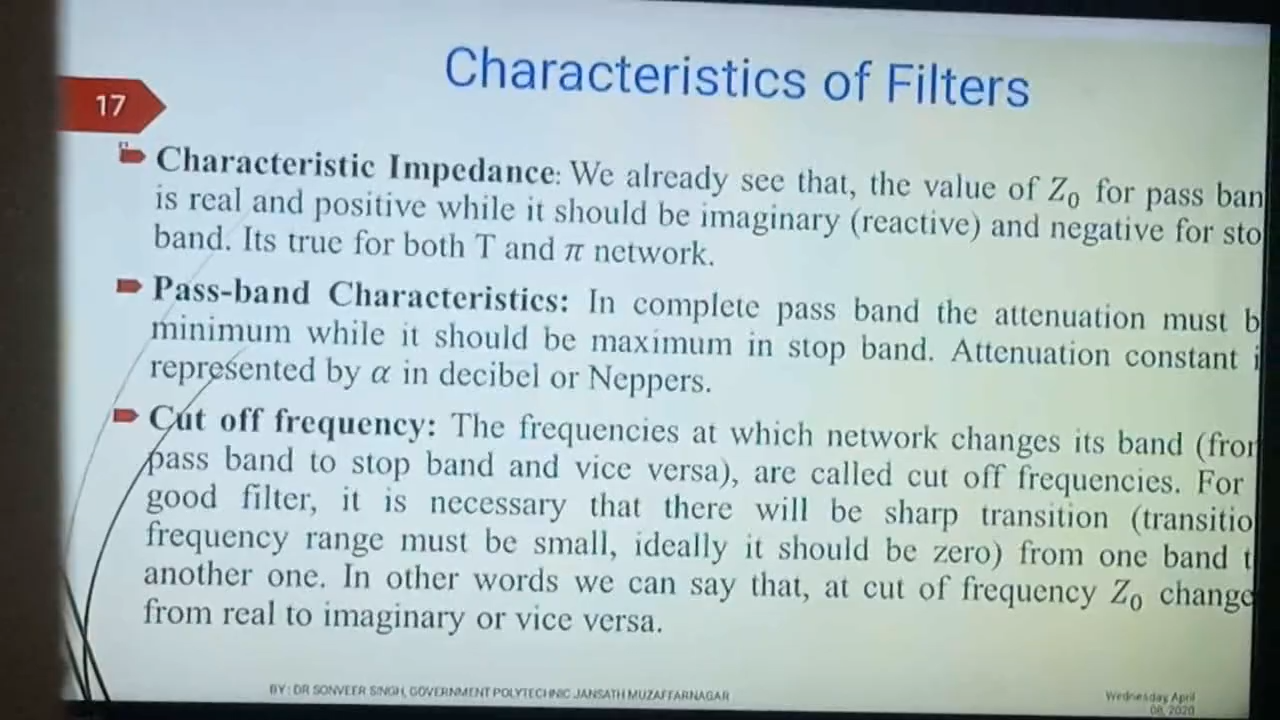 Characteristics of Filters
17
Characteristic Impedance: We already see that, the value of Z₀ for pass ban
is real and positive while it should be imaginary (reactive) and negative for sto
band. Its true for both T and π network.
Pass-band Characteristics: In complete pass band the attenuation must b
minimum while it should be maximum in stop band. Attenuation constant i
represented by α in decibel or Neppers.
Cut off frequency: The frequencies at which network changes its band (from
pass band to stop band and vice versa), are called cut off frequencies. For
good filter, it is necessary that there will be sharp transition (transitio
frequency range must be small, ideally it should be zero) from one band t
another one. In other words we can say that, at cut of frequency Z₀ change
from real to imaginary or vice versa.
BY : DR SONVEER SINGH, GOVERNMENT POLYTECHNIC JANSATH MUZAFFARNAGAR
Wednesday, April
08, 2020